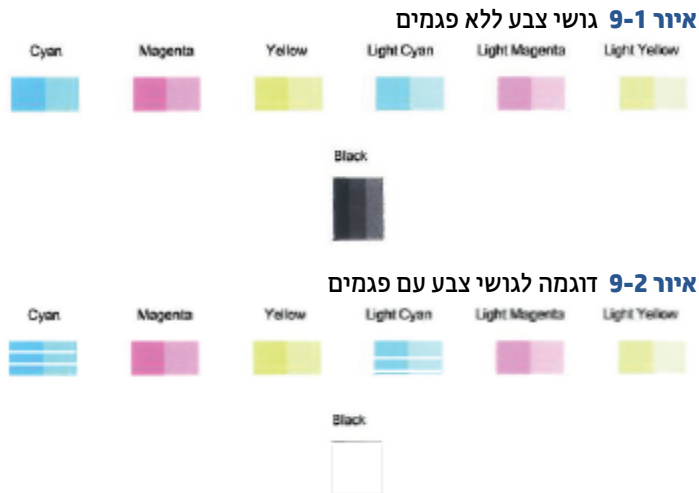 איור 9-1 גושי צבע ללא פגמים
Cyan Magenta Yellow Light Cyan Light Magenta Light Yellow
Black
איור 9-2 דוגמה לגושי צבע עם פגמים
Cyan Magenta Yellow Light Cyan Light Magenta Light Yellow
Black